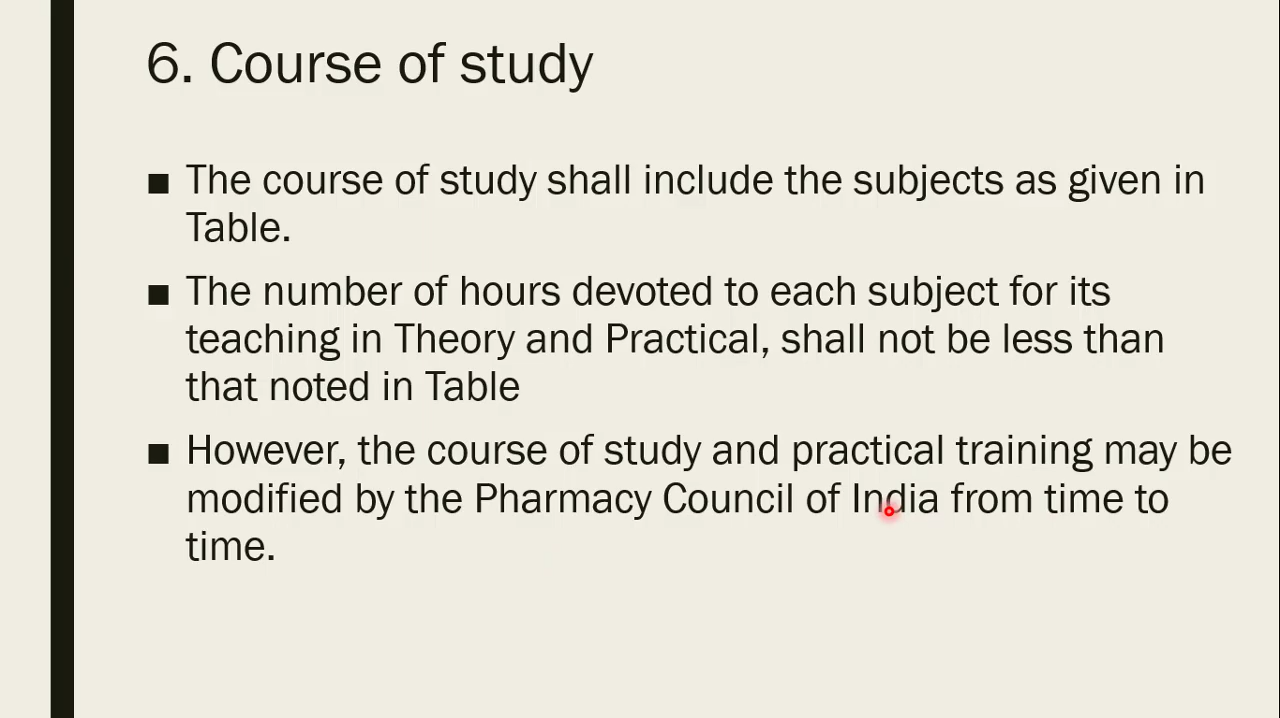 6. Course of study
■ The course of study shall include the subjects as given in
Table.
■ The number of hours devoted to each subject for its
teaching in Theory and Practical, shall not be less than
that noted in Table
■ However, the course of study and practical training may be
modified by the Pharmacy Council of India from time to
time.